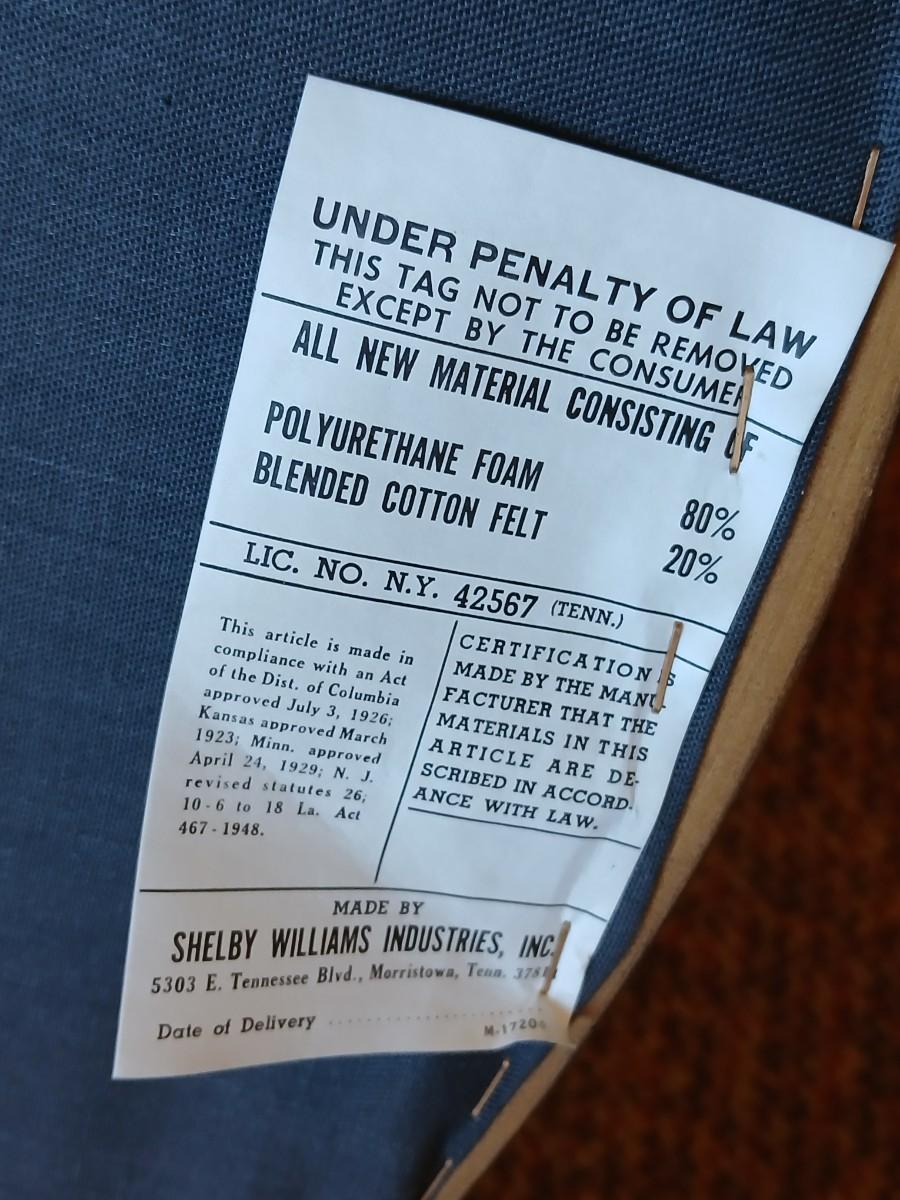 UNDER PENALTY OF LAW
THIS TAG NOT TO BE REMOVED
EXCEPT BY THE CONSUMER
ALL NEW MATERIAL CONSISTING OF
POLYURETHANE FOAM 80%
BLENDED COTTON FELT 20%
LIC. NO. N.Y. 42567 (TENN.)
This article is made in
compliance with an Act
of the Dist. of Columbia
approved July 3, 1926;
Kansas approved March
1923; Minn. approved
April 24, 1929; N. J.
revised statutes 26;
10-6 to 18 La. Act
467-1948.
CERTIFICATION IS
MADE BY THE MANU
FACTURER THAT THE
MATERIALS IN THIS
ARTICLE ARE DE-
SCRIBED IN ACCORD-
ANCE WITH LAW.
MADE BY
SHELBY WILLIAMS INDUSTRIES, INC.
5303 E. Tennessee Blvd., Morristown, Tenn.
Date of Delivery